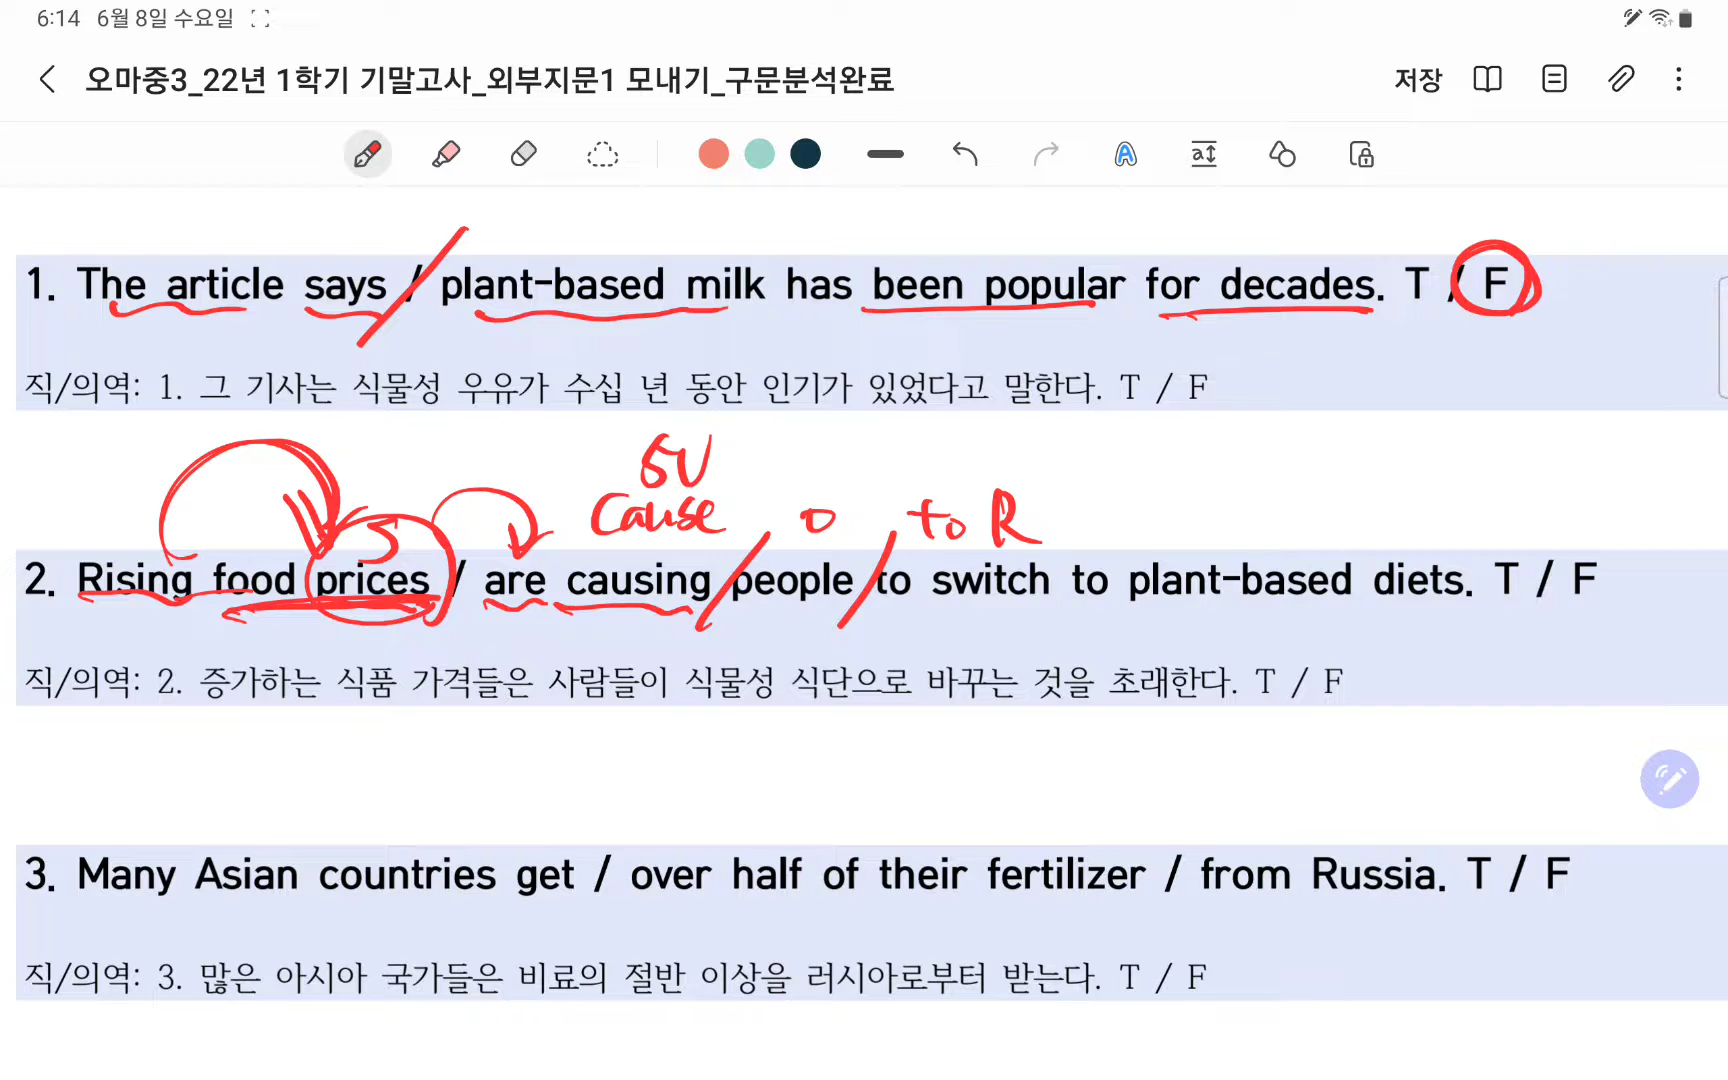 6:14 6월 8일 수요일
오마중3_22년 1학기 기말고사_외부지문1 모내기_구문분석완료 저장
1. The article says / plant-based milk has been popular for decades. T / F
직/의역: 1. 그 기사는 식물성 우유가 수십 년 동안 인기가 있었다고 말한다. T / F
5V
Cause o to R
S
2. Rising food prices / are causing people to switch to plant-based diets. T / F
직/의역: 2. 증가하는 식품 가격들은 사람들이 식물성 식단으로 바꾸는 것을 초래한다. T / F
3. Many Asian countries get / over half of their fertilizer / from Russia. T / F
직/의역: 3. 많은 아시아 국가들은 비료의 절반 이상을 러시아로부터 받는다. T / F